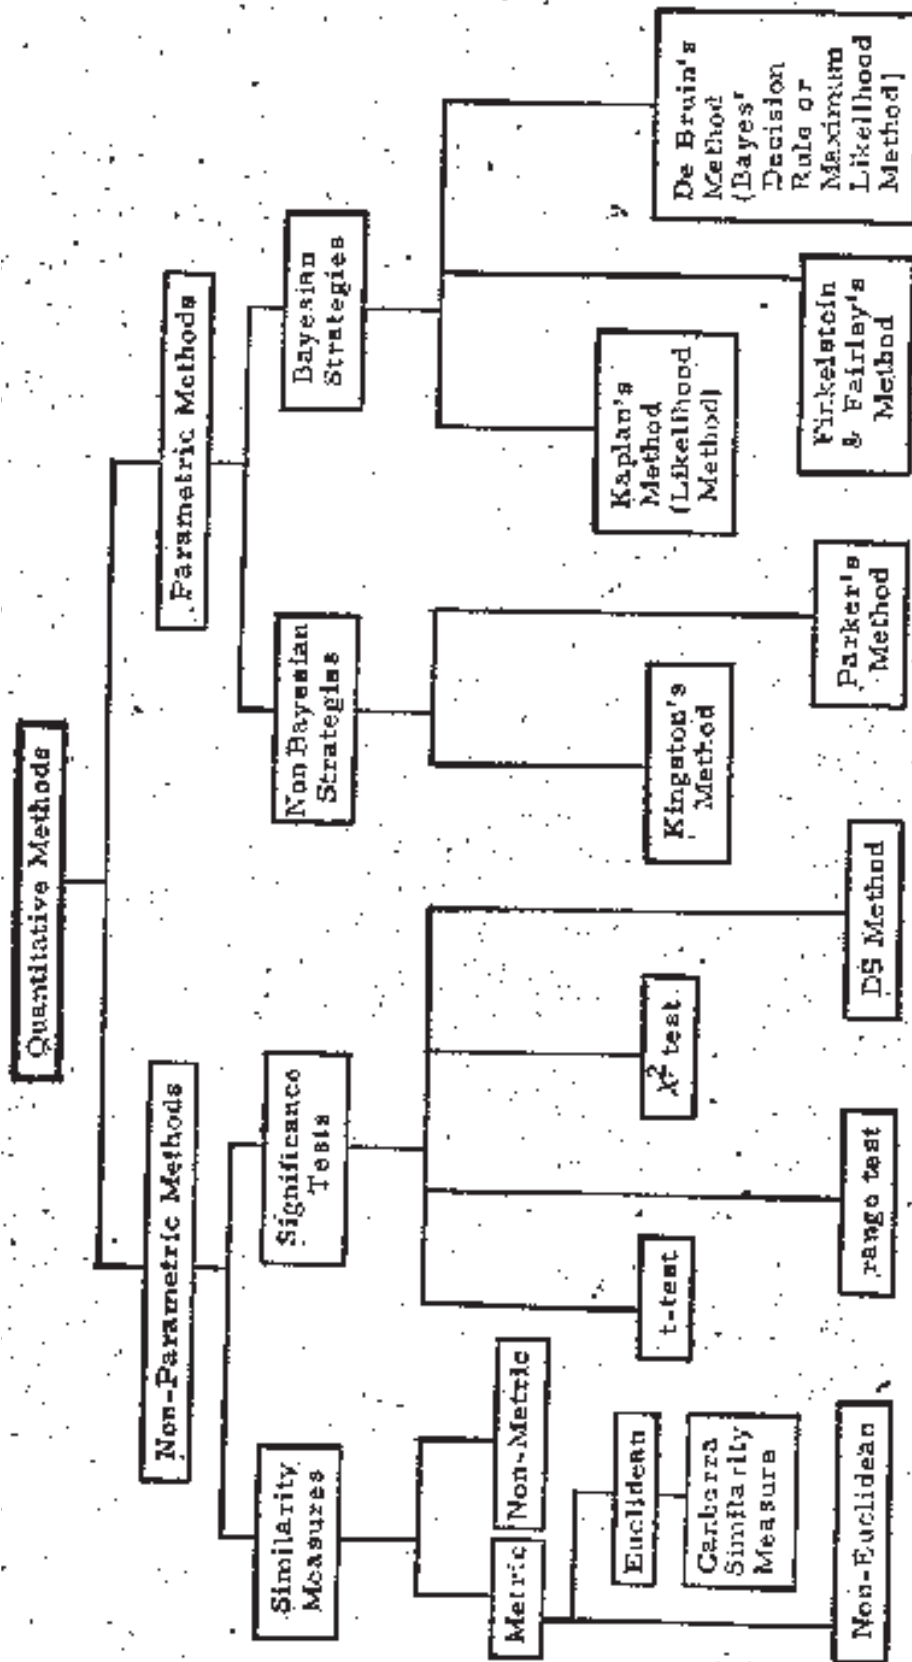 Quantitative Methods
Non-Parametric Methods
Parametric Methods
Similarity
Measures
Significance
Tests
Non Bayesian
Strategies
Bayesian
Strategies
Metric
Non-Metric
Euclidean
Canberra
Similarity
Measure
Non-Euclidean
t-test
range test
χ² test
DS Method
Kingston's
Method
Parker's
Method
Kaplan's
Method
(Likelihood
Method)
Finkelstein
& Fairley's
Method
De Bruin's
Method
(Bayes'
Decision
Rule or
Maximum
Likelihood
Method)